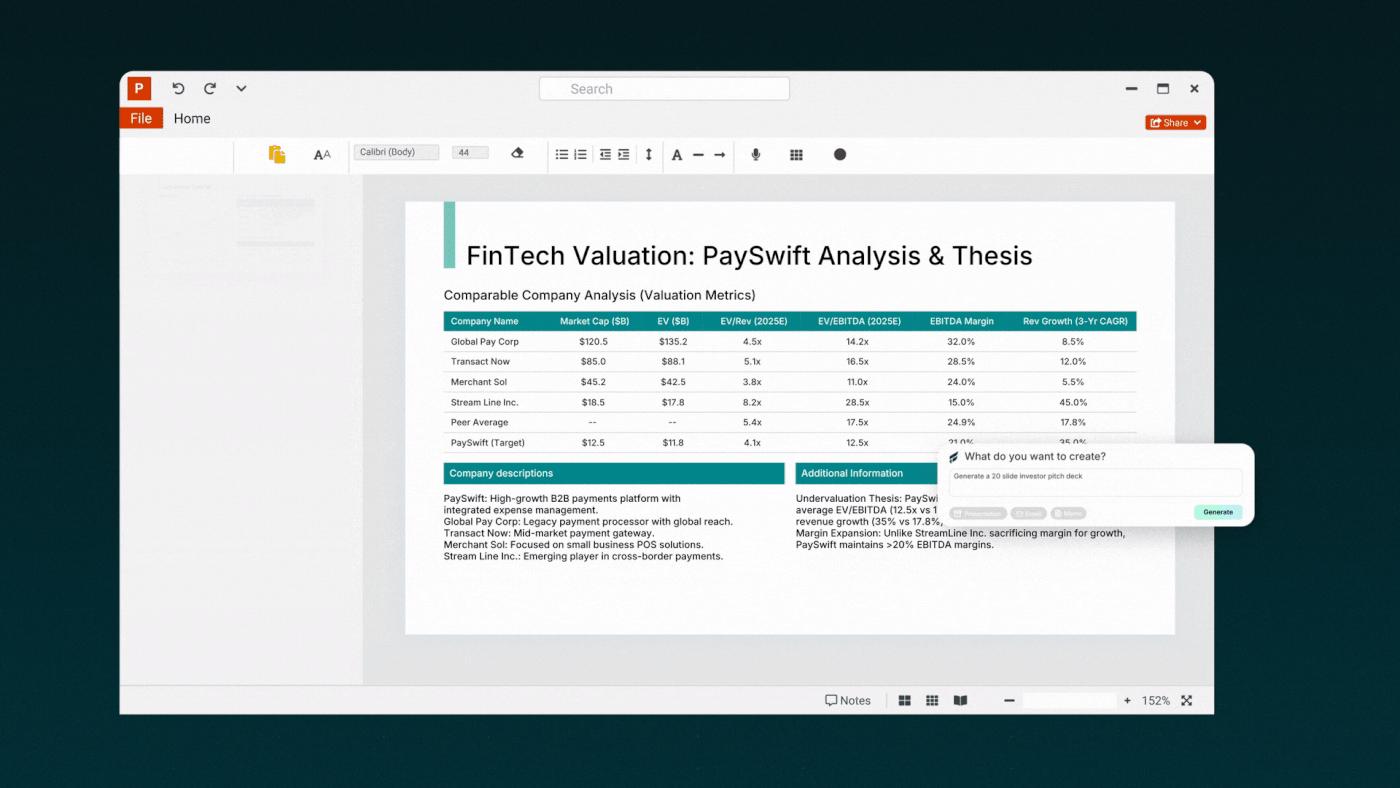 P
Search
File Home
Share
Calibri (Body) 44
FinTech Valuation: PaySwift Analysis & Thesis
Comparable Company Analysis (Valuation Metrics)
Company Name Market Cap ($B) EV ($B) EV/Rev (2025E) EV/EBITDA (2025E) EBITDA Margin Rev Growth (3-Yr CAGR)
Global Pay Corp $120.5 $135.2 4.5x 14.2x 32.0% 8.5%
Transact Now $85.0 $88.1 5.1x 16.5x 28.5% 12.0%
Merchant Sol $45.2 $42.5 3.8x 11.0x 24.0% 5.5%
Stream Line Inc. $18.5 $17.8 8.2x 28.5x 15.0% 45.0%
Peer Average -- -- 5.4x 17.5x 24.9% 17.8%
PaySwift (Target) $12.5 $11.8 4.1x 12.5x 21.0% 35.0%
What do you want to create?
Generate a 20 slide investor pitch deck
Presentation Email Memo Generate
Company descriptions
PaySwift: High-growth B2B payments platform with
integrated expense management.
Global Pay Corp: Legacy payment processor with global reach.
Transact Now: Mid-market payment gateway.
Merchant Sol: Focused on small business POS solutions.
Stream Line Inc.: Emerging player in cross-border payments.
Additional Information
Undervaluation Thesis: PaySwi
average EV/EBITDA (12.5x vs 1
revenue growth (35% vs 17.8%,
Margin Expansion: Unlike StreamLine Inc. sacrificing margin for growth,
PaySwift maintains >20% EBITDA margins.
Notes 152%